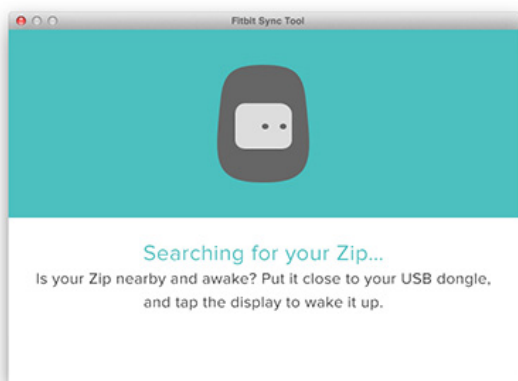 Fitbit Sync Tool
Searching for your Zip...
Is your Zip nearby and awake? Put it close to your USB dongle,
and tap the display to wake it up.